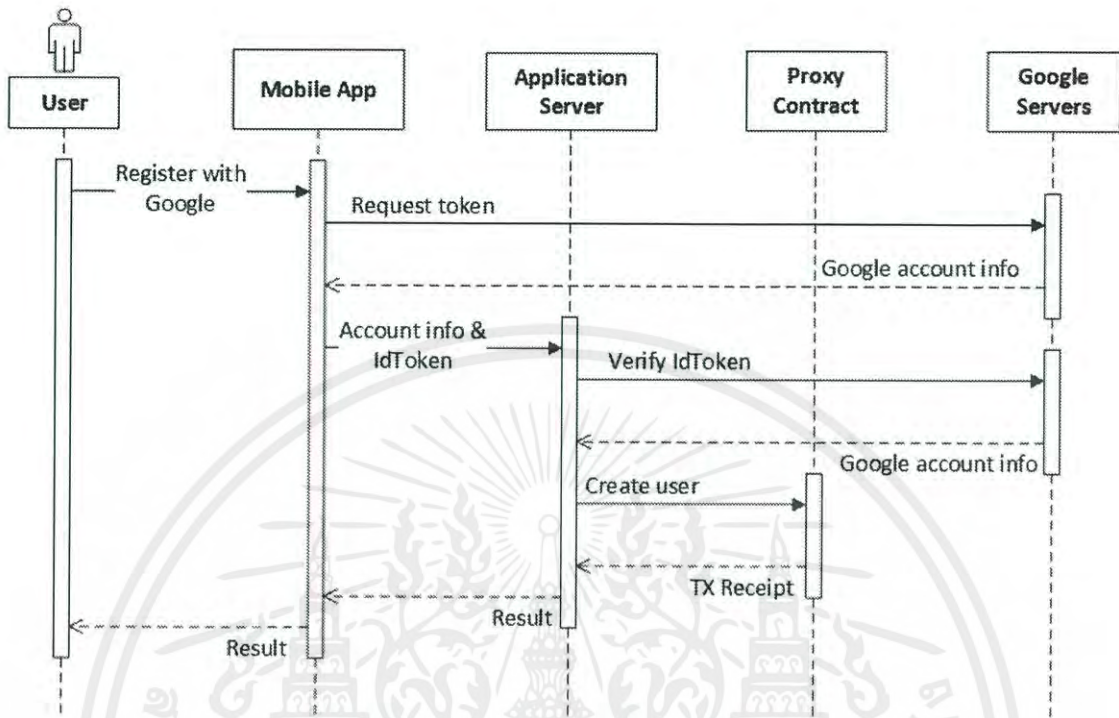 User
Mobile App
Application
Server
Proxy
Contract
Google
Servers
Register with
Google
Request token
Google account info
Account info &
IdToken
Verify IdToken
Google account info
Create user
TX Receipt
Result
Result